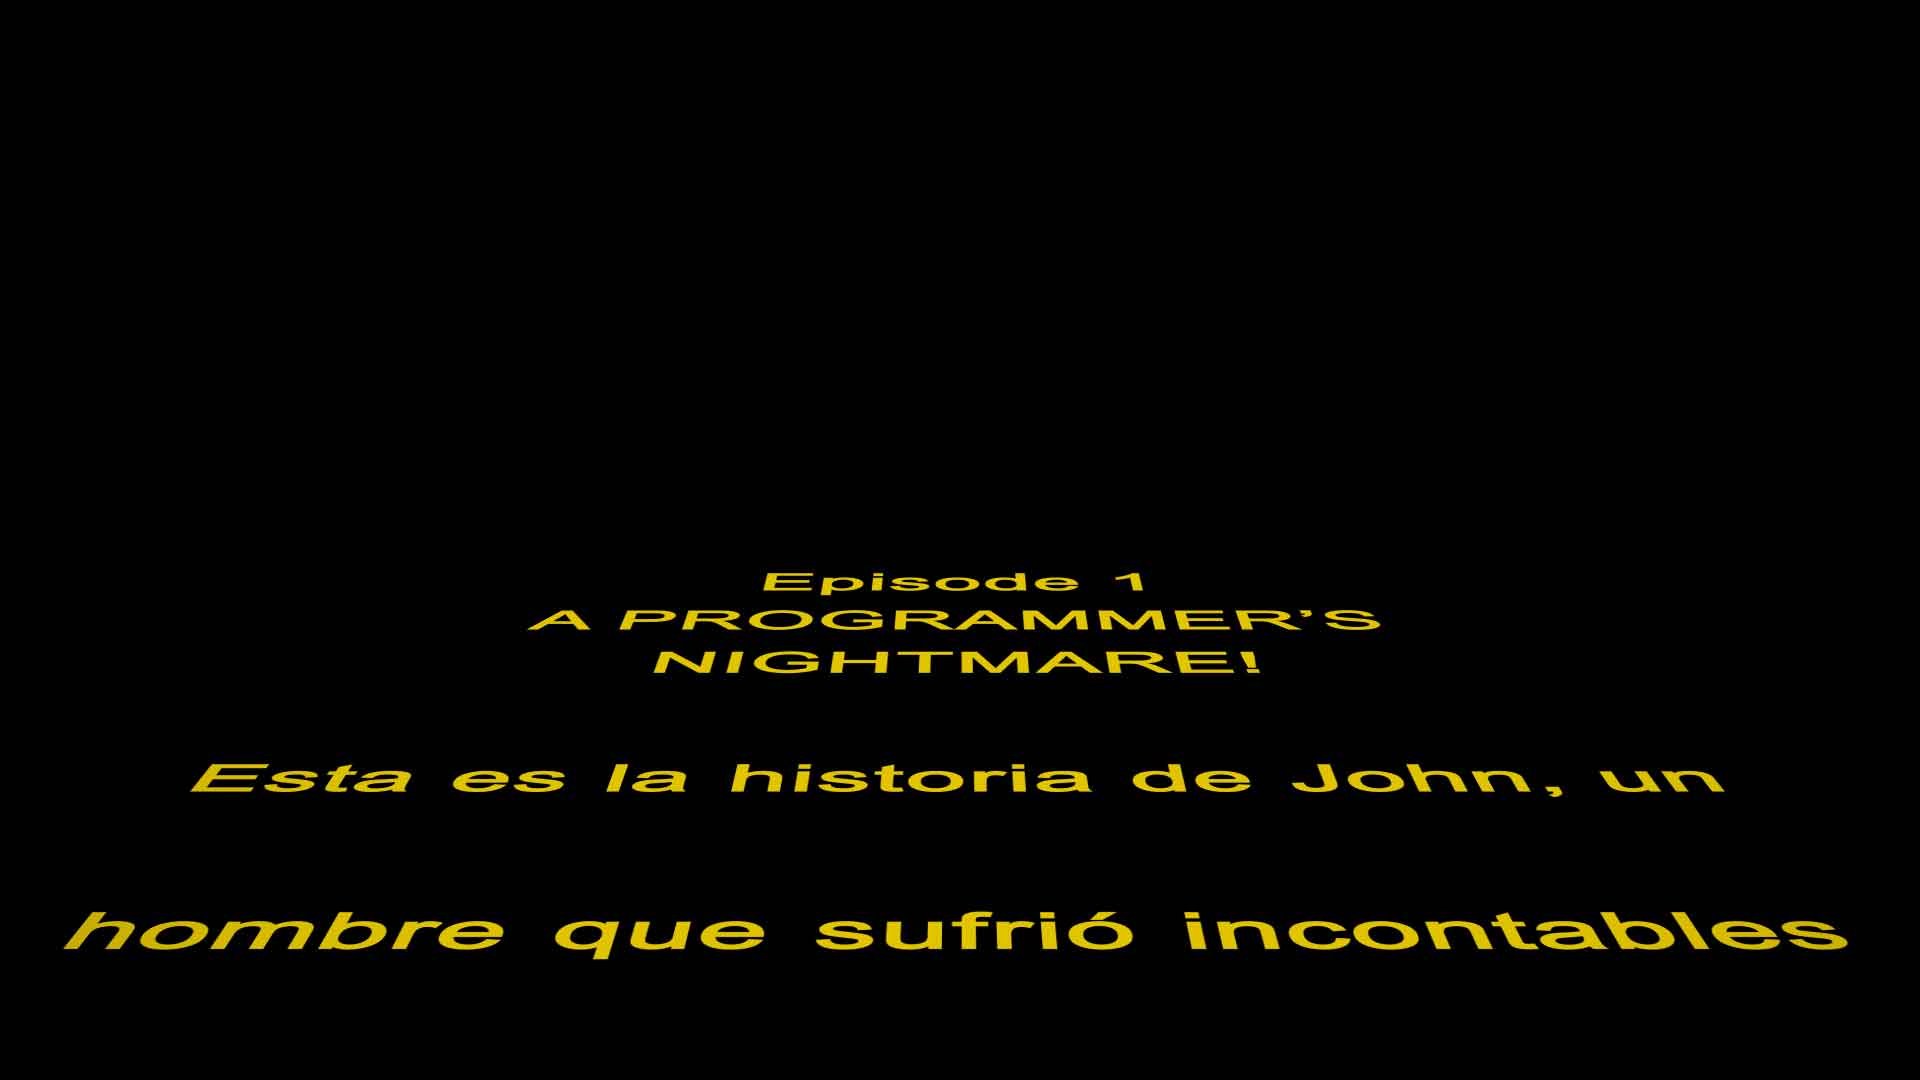 Episode 1
A PROGRAMMER’S
NIGHTMARE!
Esta es la historia de John, un
hombre que sufrió incontables